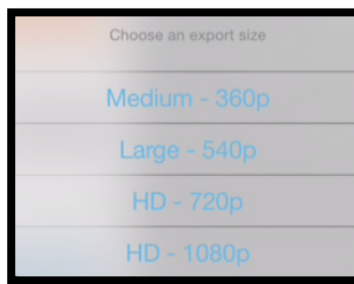 Choose an export size
Medium - 360p
Large - 540p
HD - 720p
HD - 1080p